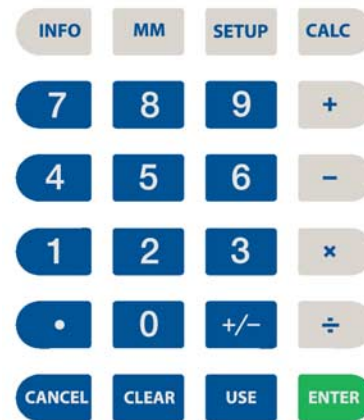 INFO MM SETUP CALC
7 8 9 +
4 5 6 −
1 2 3 ×
• 0 +/− ÷
CANCEL CLEAR USE ENTER